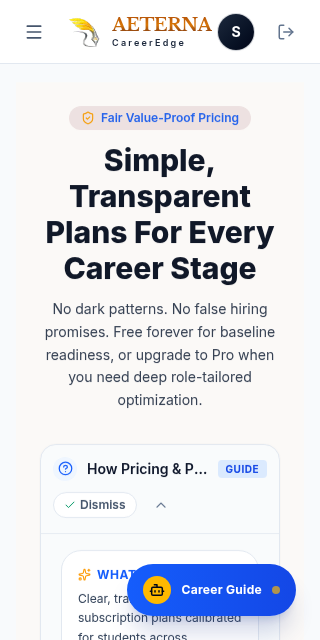 AETERNA
CareerEdge
S
Fair Value-Proof Pricing
Simple,
Transparent
Plans For Every
Career Stage
No dark patterns. No false hiring
promises. Free forever for baseline
readiness, or upgrade to Pro when
you need deep role-tailored
optimization.
How Pricing & P...
GUIDE
Dismiss
WHAT
Career Guide
Clear, tra
subscription plans calibrated
for students across